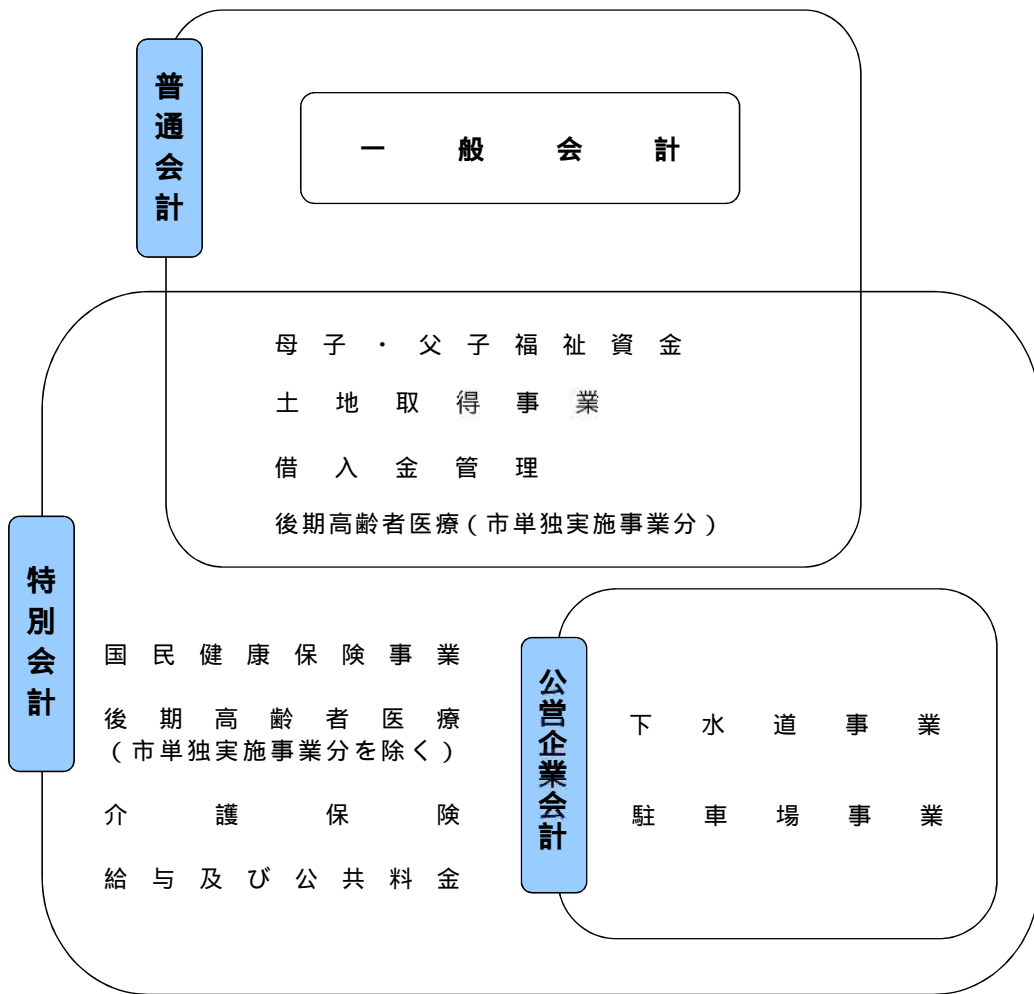 普通会計
一般会計
母子・父子福祉資金
土地取得事業
借入金管理
後期高齢者医療（市単独実施事業分）
特別会計
国民健康保険事業
後期高齢者医療
（市単独実施事業分を除く）
介護保険
給与及び公共料金
公営企業会計
下水道事業
駐車場事業